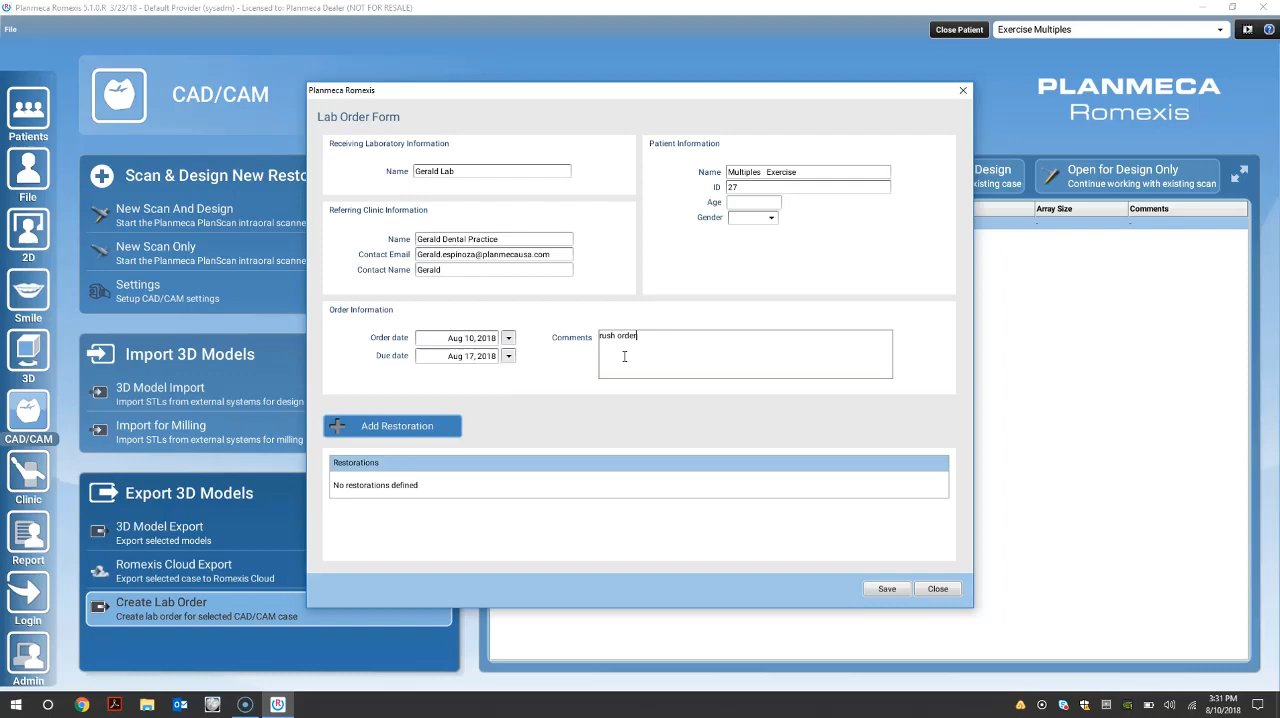 Planmeca Romexis 5.1.0.R  3/23/18 - Default Provider (sysadm) - Licensed to: Planmeca Dealer (NOT FOR RESALE)
File
Close Patient
Exercise Multiples
CAD/CAM
PLANMECA
Romexis
Patients
File
2D
Smile
3D
CAD/CAM
Clinic
Report
Login
Admin
Scan & Design New Resto
New Scan And Design
Start the Planmeca PlanScan intraoral scanne
New Scan Only
Start the Planmeca PlanScan intraoral scanne
Settings
Setup CAD/CAM settings
Import 3D Models
3D Model Import
Import STLs from external systems for design
Import for Milling
Import STLs from external systems for milling
Export 3D Models
3D Model Export
Export selected models
Romexis Cloud Export
Export selected case to Romexis Cloud
Create Lab Order
Create lab order for selected CAD/CAM case
Planmeca Romexis
Lab Order Form
Receiving Laboratory Information
Name Gerald Lab
Referring Clinic Information
Name Gerald Dental Practice
Contact Email Gerald.espinoza@planmecausa.com
Contact Name Gerald
Patient Information
Name Multiples Exercise
ID 27
Age
Gender
Order Information
Order date Aug 10, 2018
Due date Aug 17, 2018
Comments rush order
Add Restoration
Restorations
No restorations defined
Save
Close
Design
xisting case
Open for Design Only
Continue working with existing scan
Array Size
Comments
-
-
3:31 PM
8/10/2018